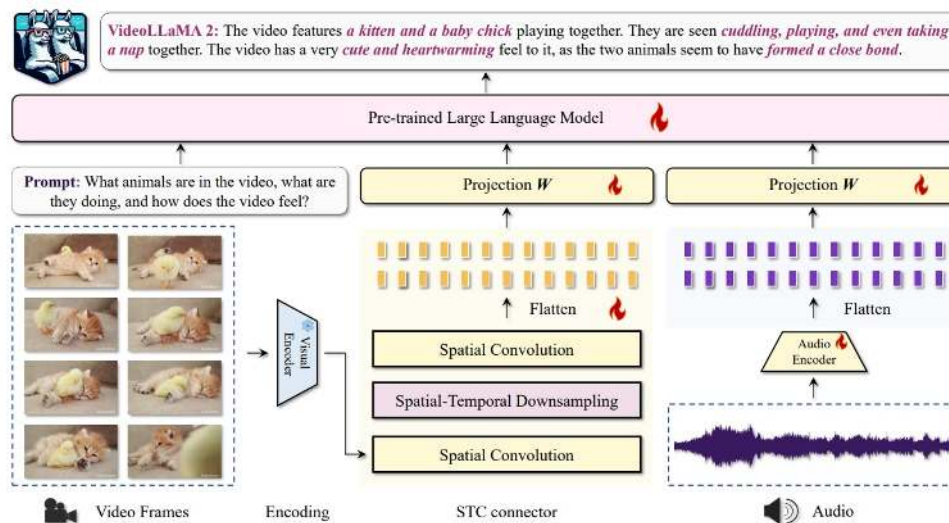 VideoLLaMA 2: The video features a kitten and a baby chick playing together. They are seen cuddling, playing, and even taking
a nap together. The video has a very cute and heartwarming feel to it, as the two animals seem to have formed a close bond.
Pre-trained Large Language Model
Prompt: What animals are in the video, what are
they doing, and how does the video feel?
Projection W
Projection W
Flatten
Flatten
Visual
Encoder
Spatial Convolution
Spatial-Temporal Downsampling
Spatial Convolution
Audio
Encoder
Video Frames
Encoding
STC connector
Audio